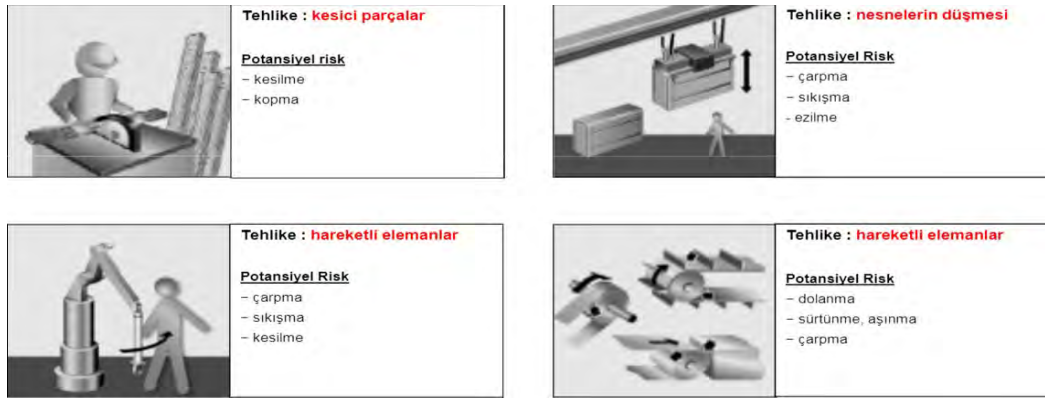 Tehlike : kesici parçalar
Potansiyel risk
– kesilme
– kopma
Tehlike : nesnelerin düşmesi
Potansiyel Risk
– çarpma
– sıkışma
- ezilme
Tehlike : hareketli elemanlar
Potansiyel Risk
– çarpma
– sıkışma
– kesilme
Tehlike : hareketli elemanlar
Potansiyel Risk
– dolanma
– sürtünme, aşınma
– çarpma